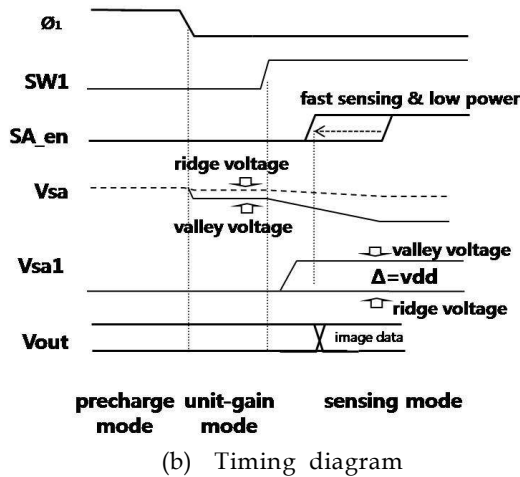 ø₁
SW1
fast sensing & low power
SA_en
ridge voltage
Vsa
valley voltage
valley voltage
Vsa1
Δ=vdd
ridge voltage
Vout
image data
precharge mode
unit-gain mode
sensing mode
(b) Timing diagram